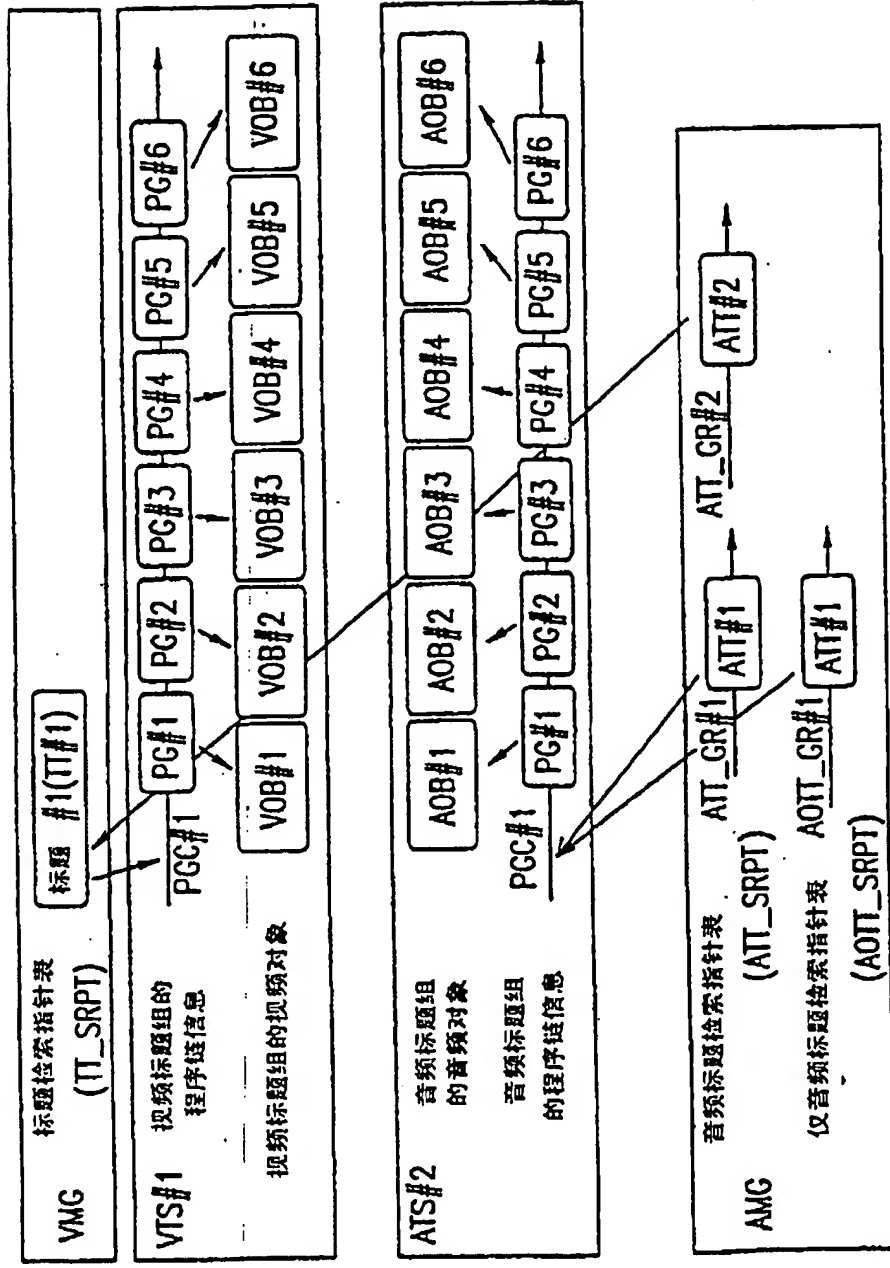 VMG
标题检索指针表
(TT_SRPT)
标题 #1(TT#1)
VTS#1
视频标题组的
程序链信息
PGC#1
PG#1
PG#2
PG#3
PG#4
PG#5
PG#6
视频标题组的视频对象
VOB#1
VOB#2
VOB#3
VOB#4
VOB#5
VOB#6
ATS#2
音频标题组
的音频对象
AOB#1
AOB#2
AOB#3
AOB#4
AOB#5
AOB#6
音频标题组
的程序链信息
PGC#1
PG#1
PG#2
PG#3
PG#4
PG#5
PG#6
AMG
音频标题检索指针表
(ATT_SRPT)
ATT_GR#1
ATT#1
ATT_GR#2
ATT#2
仅音频标题检索指针表
(AOTT_SRPT)
AOTT_GR#1
ATT#1